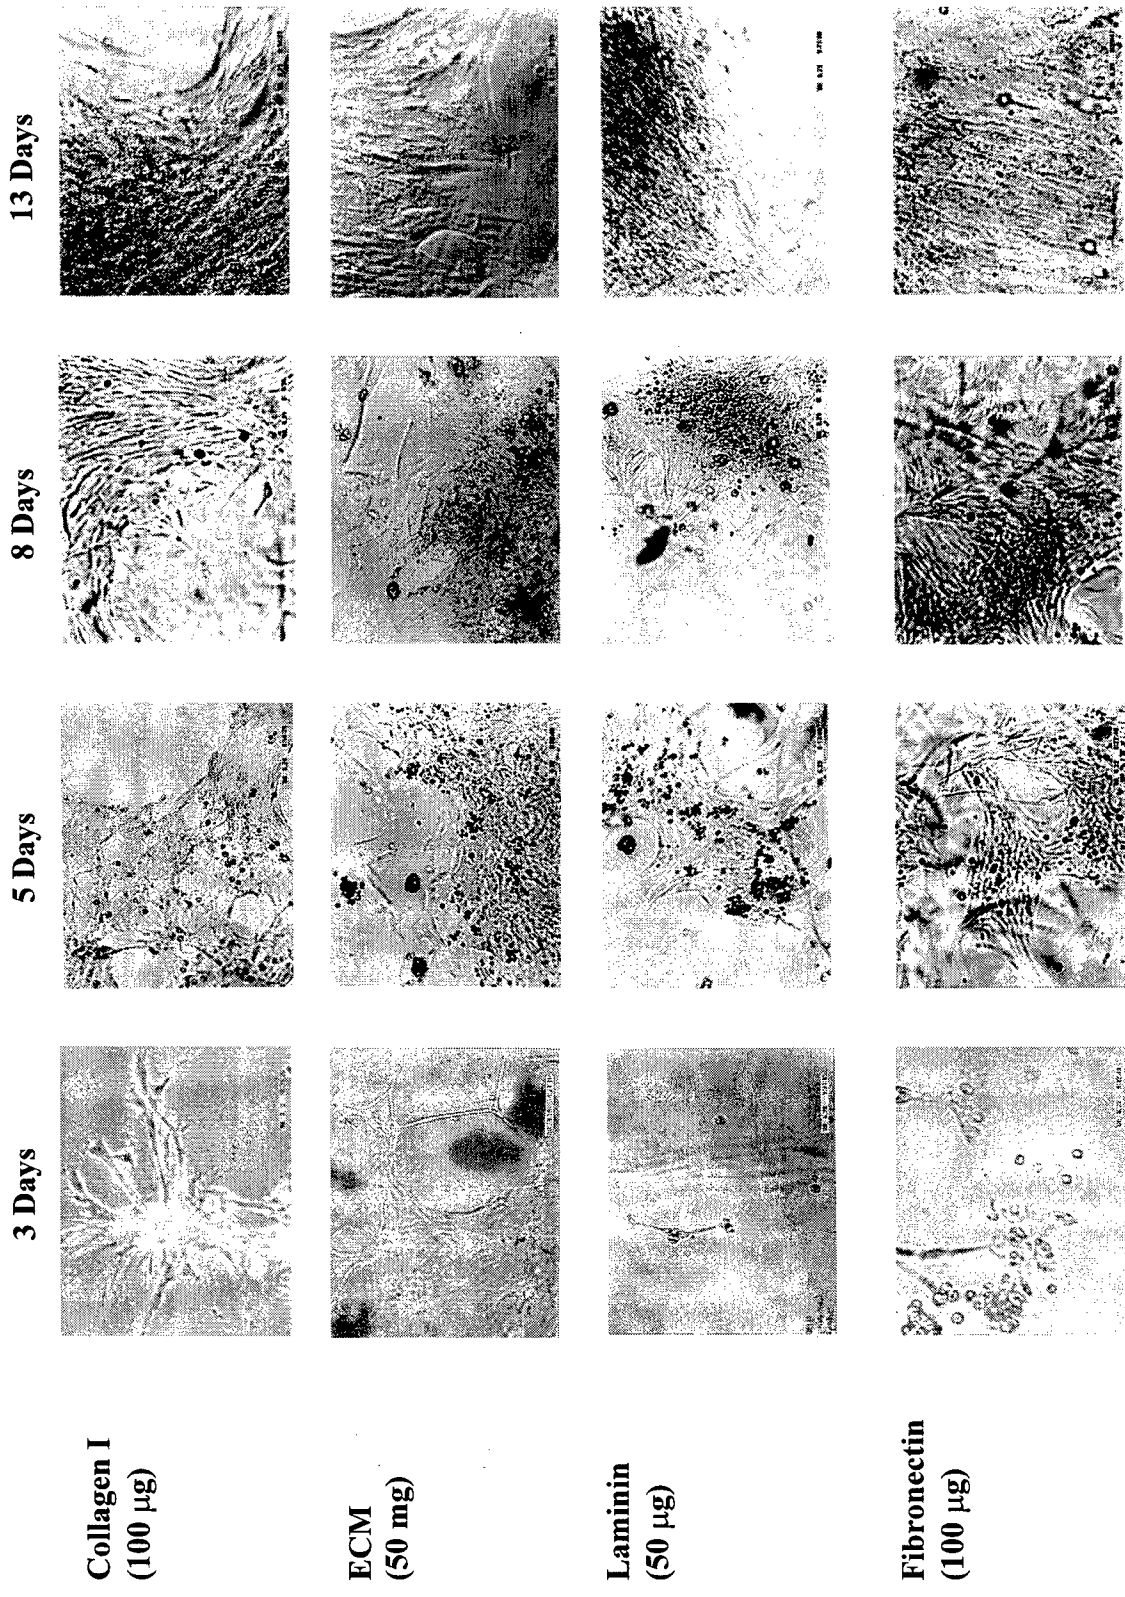 3 Days
5 Days
8 Days
13 Days
Collagen I
(100 µg)
ECM
(50 mg)
Laminin
(50 µg)
Fibronectin
(100 µg)